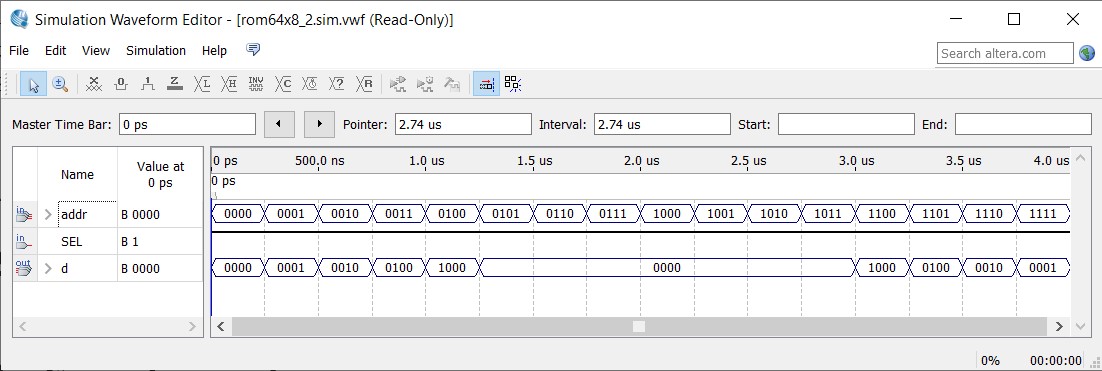 Simulation Waveform Editor - [rom64x8_2.sim.vwf (Read-Only)]
File Edit View Simulation Help
Search altera.com
Master Time Bar: 0 ps Pointer: 2.74 us Interval: 2.74 us Start: End:
Name Value at 0 ps
0 ps 500.0 ns 1.0 us 1.5 us 2.0 us 2.5 us 3.0 us 3.5 us 4.0 us
0 ps
in addr B 0000 0000 0001 0010 0011 0100 0101 0110 0111 1000 1001 1010 1011 1100 1101 1110 1111
in SEL B 1
out d B 0000 0000 0001 0010 0100 1000 0000 1000 0100 0010 0001
0% 00:00:00